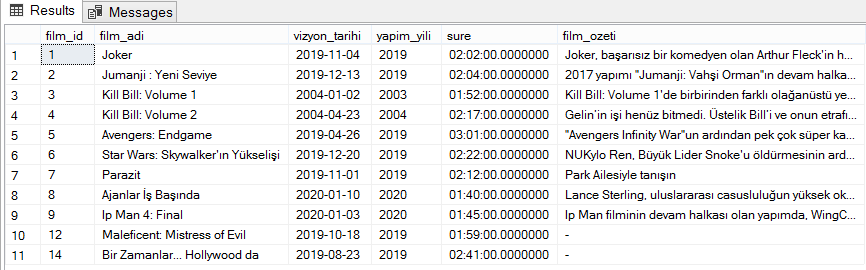 Results Messages
film_id film_adi vizyon_tarihi yapim_yili sure film_ozeti
1 1 Joker 2019-11-04 2019 02:02:00.0000000 Joker, başarısız bir komedyen olan Arthur Fleck'in h...
2 2 Jumanji : Yeni Seviye 2019-12-13 2019 02:04:00.0000000 2017 yapımı "Jumanji: Vahşi Orman"ın devam halka...
3 3 Kill Bill: Volume 1 2004-01-02 2003 01:52:00.0000000 Kill Bill: Volume 1'de birbirinden farklı olağanüstü ye...
4 4 Kill Bill: Volume 2 2004-04-23 2004 02:17:00.0000000 Gelin'in işi henüz bitmedi. Üstelik Bill'i ve onun etrafı...
5 5 Avengers: Endgame 2019-04-26 2019 03:01:00.0000000 "Avengers Infinity War"un ardından pek çok süper ka...
6 6 Star Wars: Skywalker'ın Yükselişi 2019-12-20 2019 02:22:00.0000000 NUKylo Ren, Büyük Lider Snoke'u öldürmesinin ard...
7 7 Parazit 2019-11-01 2019 02:12:00.0000000 Park Ailesiyle tanışın
8 8 Ajanlar İş Başında 2020-01-10 2020 01:40:00.0000000 Lance Sterling, uluslararası casusluluğun yüksek ok...
9 9 Ip Man 4: Final 2020-01-03 2020 01:45:00.0000000 Ip Man filminin devam halkası olan yapımda, WingC...
10 12 Maleficent: Mistress of Evil 2019-10-18 2019 01:59:00.0000000 -
11 14 Bir Zamanlar... Hollywood da 2019-08-23 2019 02:41:00.0000000 -